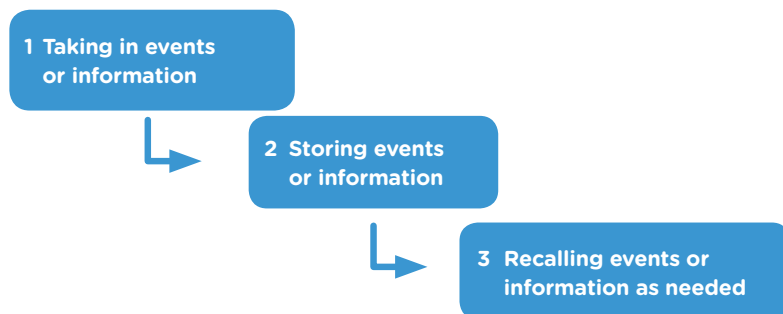 1 Taking in events
or information
2 Storing events
or information
3 Recalling events or
information as needed